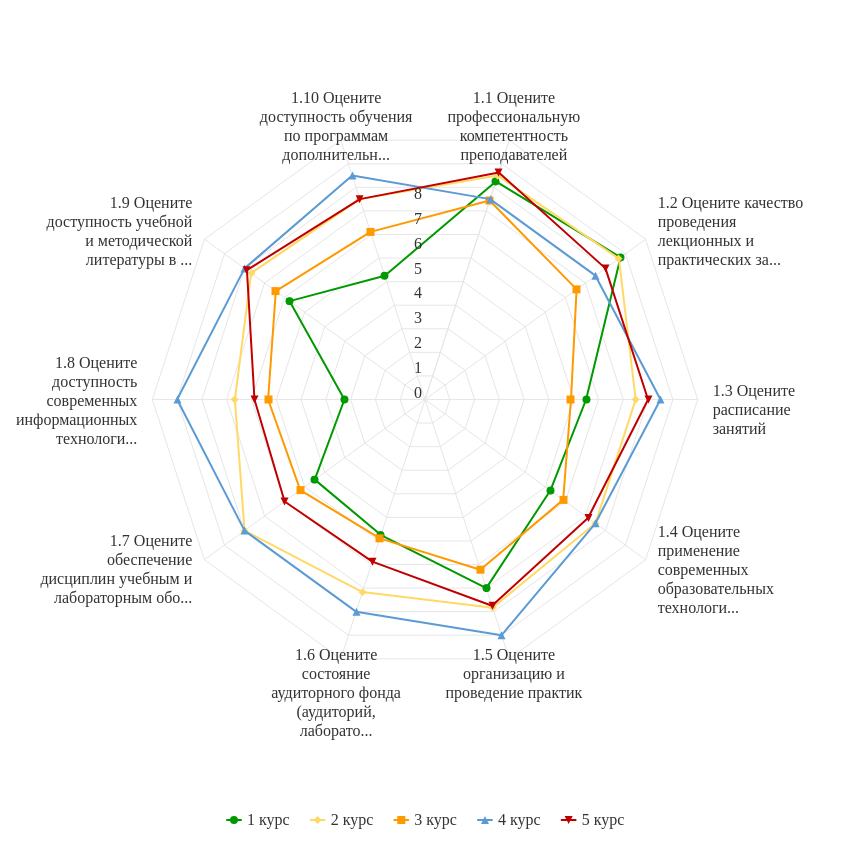 1.10 Оцените
доступность обучения
по программам
дополнительн...
1.1 Оцените
профессиональную
компетентность
преподавателей
1.9 Оцените
доступность учебной
и методической
литературы в ...
1.2 Оцените качество
проведения
лекционных и
практических за...
8
7
6
5
4
3
2
1
0
1.8 Оцените
доступность
современных
информационных
технологи...
1.3 Оцените
расписание
занятий
1.7 Оцените
обеспечение
дисциплин учебным и
лабораторным обо...
1.4 Оцените
применение
современных
образовательных
технологи...
1.6 Оцените
состояние
аудиторного фонда
(аудиторий,
лаборато...
1.5 Оцените
организацию и
проведение практик
1 курс 2 курс 3 курс 4 курс 5 курс